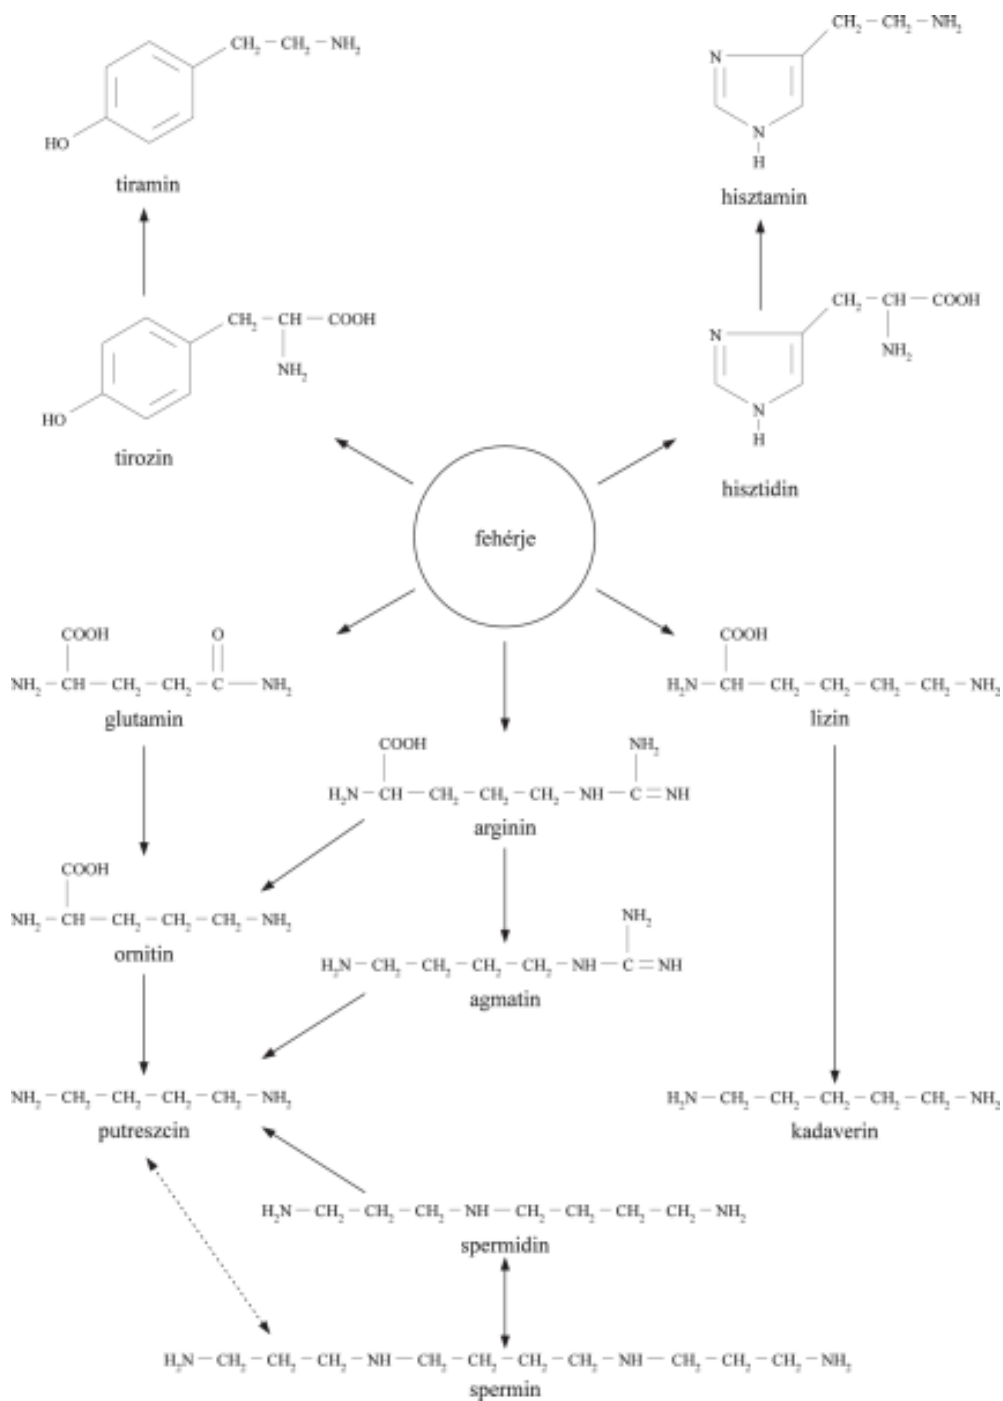 CH₂ — CH₂ — NH₂
HO
tiramin
CH₂ — CH₂ — NH₂
N
N
H
hisztamin
CH₂ — CH — COOH
NH₂
HO
tirozin
CH₂ — CH — COOH
N
NH₂
N
H
hisztidin
fehérje
COOH O
NH₂ — CH — CH₂ — CH₂ — C — NH₂
glutamin
COOH
H₂N — CH — CH₂ — CH₂ — CH₂ — CH₂ — NH₂
lizin
COOH NH₂
H₂N — CH — CH₂ — CH₂ — CH₂ — NH — C = NH
arginin
COOH
NH₂ — CH — CH₂ — CH₂ — CH₂ — NH₂
ornitin
NH₂
H₂N — CH₂ — CH₂ — CH₂ — CH₂ — NH — C = NH
agmatin
NH₂ — CH₂ — CH₂ — CH₂ — CH₂ — NH₂
putreszcin
H₂N — CH₂ — CH₂ — CH₂ — CH₂ — CH₂ — NH₂
kadaverin
H₂N — CH₂ — CH₂ — CH₂ — NH — CH₂ — CH₂ — CH₂ — CH₂ — NH₂
spermidin
H₂N — CH₂ — CH₂ — CH₂ — NH — CH₂ — CH₂ — CH₂ — CH₂ — NH — CH₂ — CH₂ — CH₂ — NH₂
spermin